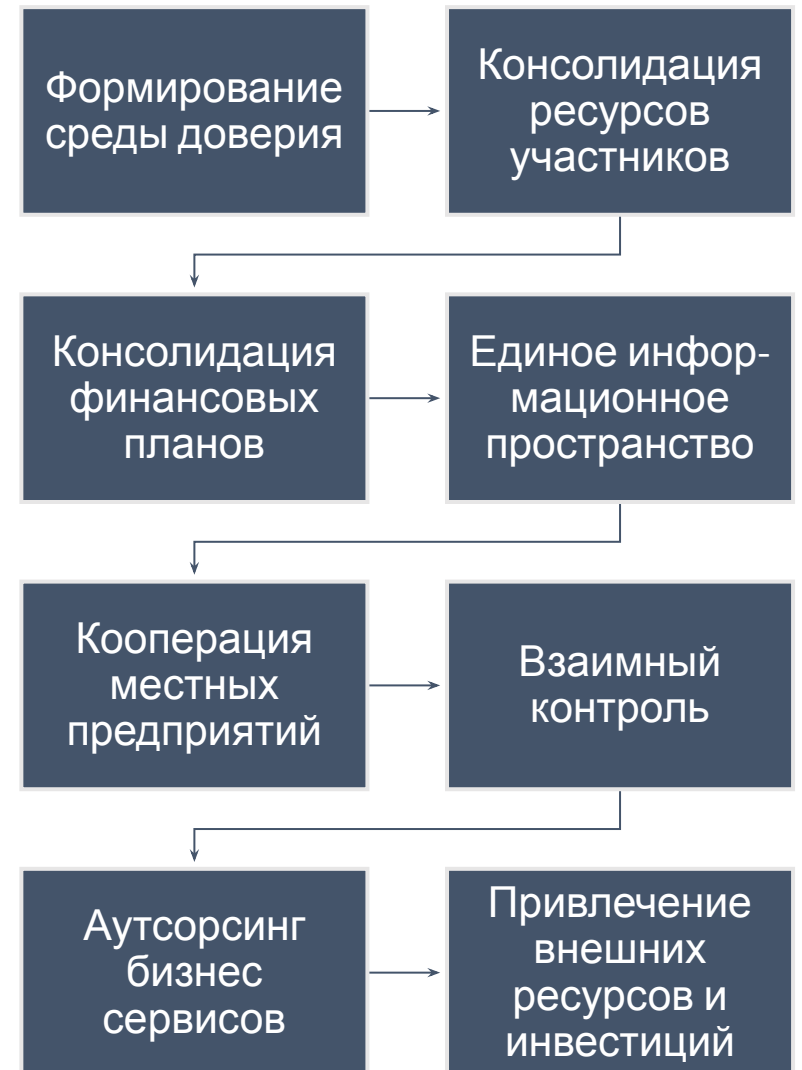 Формирование
среды доверия
Консолидация
ресурсов
участников
Консолидация
финансовых
планов
Единое инфор-
мационное
пространство
Кооперация
местных
предприятий
Взаимный
контроль
Аутсорсинг
бизнес
сервисов
Привлечение
внешних
ресурсов и
инвестиций